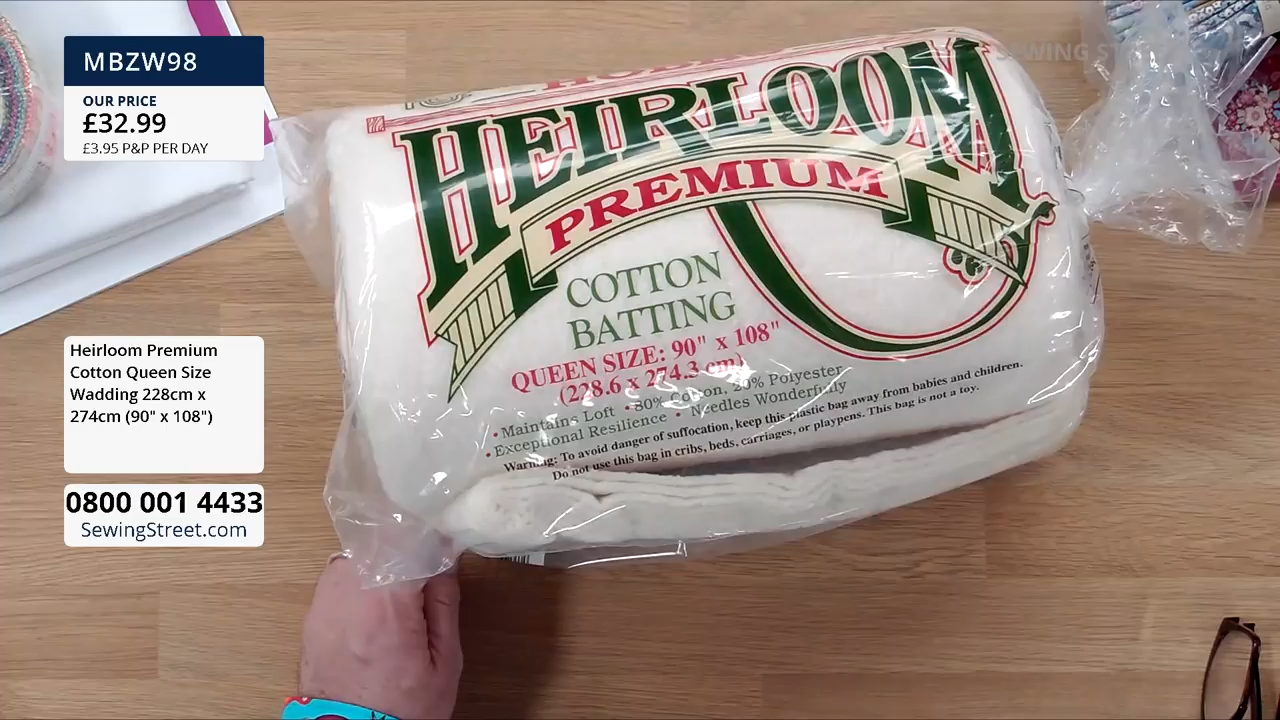 MBZW98
OUR PRICE
£32.99
£3.95 P&P PER DAY
SEWING STREET
HEIRLOOM
PREMIUM
COTTON
BATTING
QUEEN SIZE: 90" x 108"
(228.6 x 274.3 cm)
• Maintains Loft • 80% Cotton, 20% Polyester
• Exceptional Resilience • Needles Wonderfully
Warning: To avoid danger of suffocation, keep this plastic bag away from babies and children.
Do not use this bag in cribs, beds, carriages, or playpens. This bag is not a toy.
Heirloom Premium
Cotton Queen Size
Wadding 228cm x
274cm (90" x 108")
0800 001 4433
SewingStreet.com